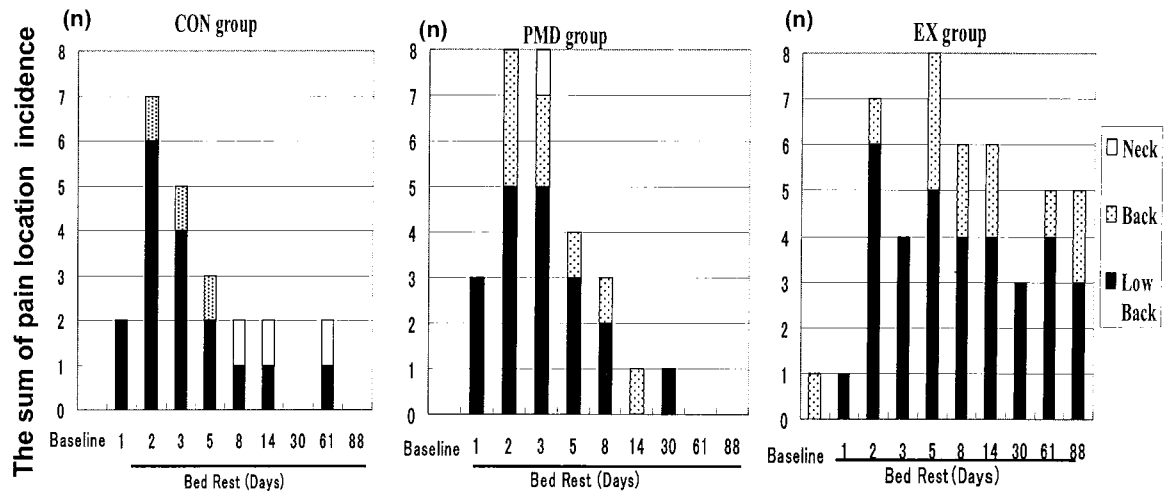 The sum of pain location incidence
(n)
CON group
8
7
6
5
4
3
2
1
0
Baseline 1 2 3 5 8 14 30 61 88
Bed Rest (Days)
(n)
PMD group
8
7
6
5
4
3
2
1
0
Baseline 1 2 3 5 8 14 30 61 88
Bed Rest (Days)
(n)
EX group
8
7
6
5
4
3
2
1
0
Baseline 1 2 3 5 8 14 30 61 88
Bed Rest (Days)
Neck
Back
Low
Back